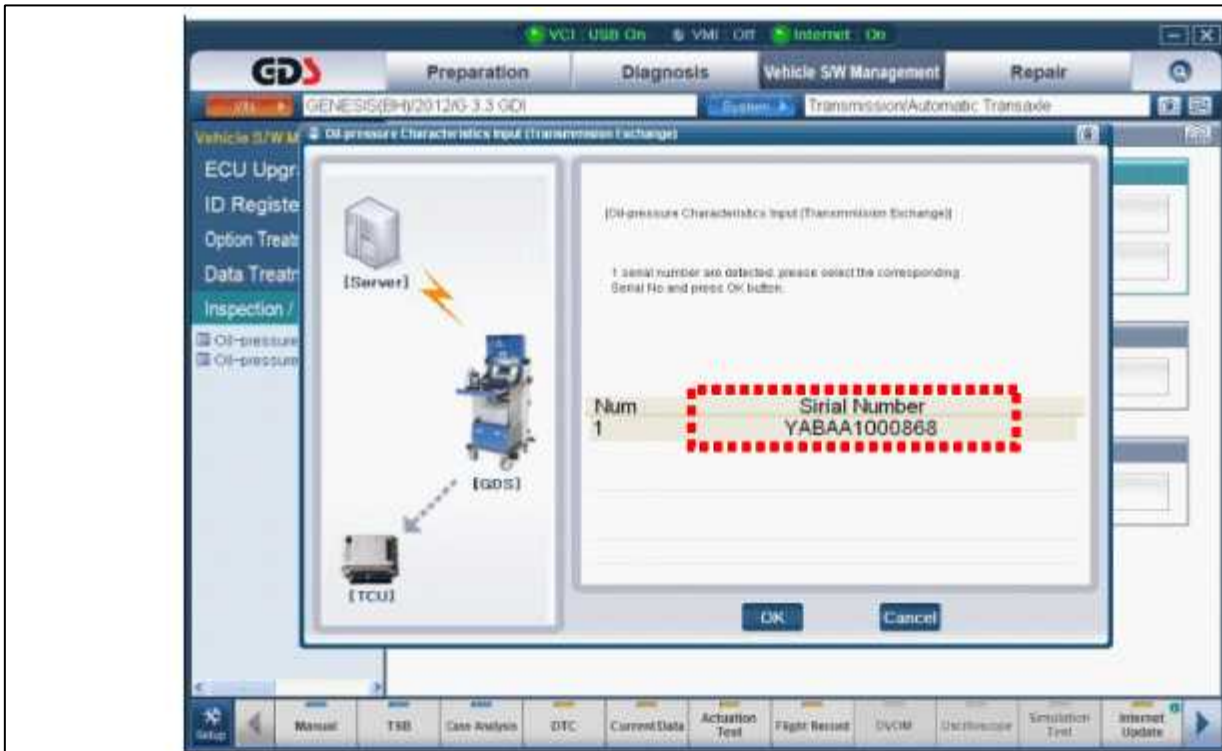 VCI : USB On VMI : Off Internet : On
GDS Preparation Diagnosis Vehicle S/W Management Repair
VIN GENESIS(BH)/2012/G 3.3 GDI System Transmission/Automatic Transaxle
Vehicle S/W M
Oil-pressure Characteristics Input (Transmission Exchange)
ECU Upgr
ID Registe
Option Treatr
Data Treatr
Inspection /
Oil-pressure
Oil-pressure
[Server]
[GDS]
[TCU]
[Oil-pressure Characteristics Input (Transmission Exchange)]
1 serial number are detected, please select the corresponding
Serial No and press OK button.
Num Sirial Number
1 YABAA1000868
OK Cancel
Setup Manual TSB Case Analysis DTC Current Data Actuation Test Flight Record DVOM Oscilloscope Simulation Test Internet Update